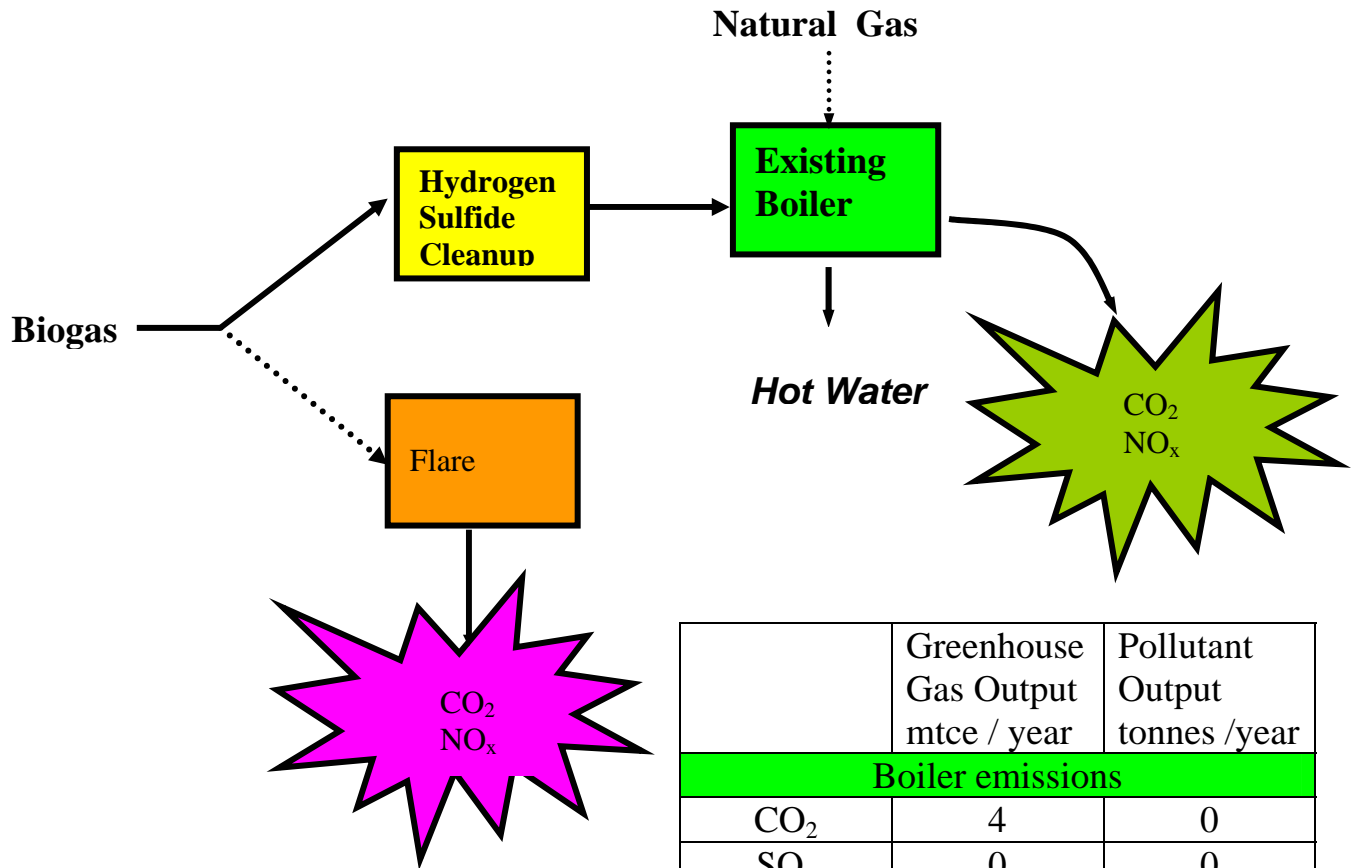 Natural Gas
Hydrogen
Sulfide
Cleanup
Existing
Boiler
Biogas
Hot Water
CO₂
NOₓ
Flare
CO₂
NOₓ
Greenhouse
Gas Output
mtce / year
Pollutant
Output
tonnes /year
Boiler emissions
CO₂ 4 0
SO 0 0